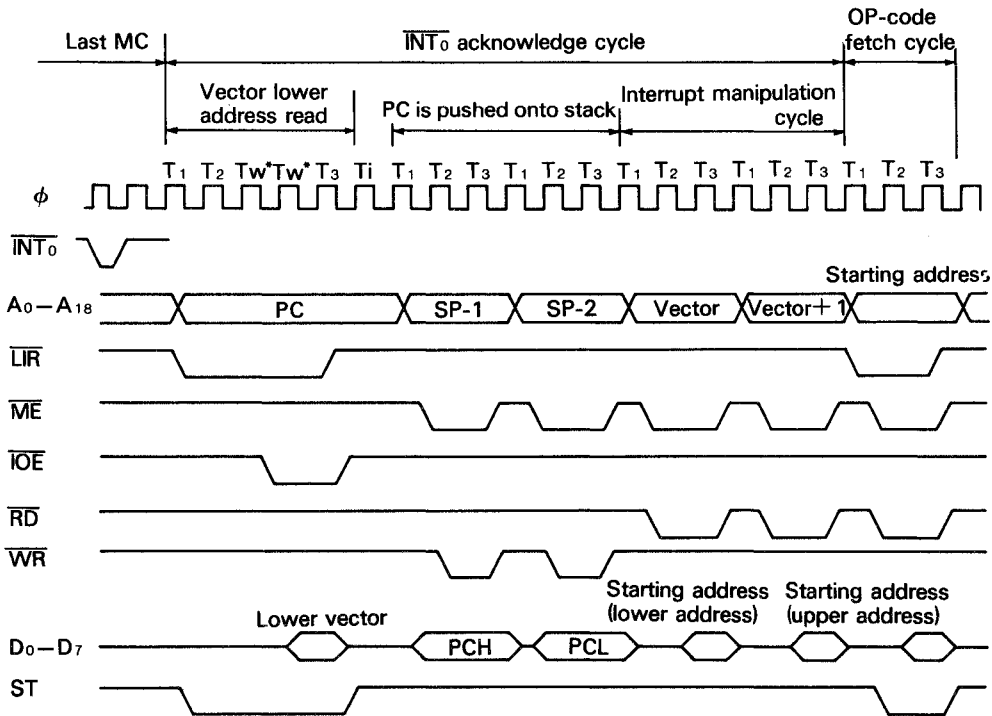 Last MC
INT0 acknowledge cycle
OP-code
fetch cycle
Vector lower
address read
PC is pushed onto stack
Interrupt manipulation
cycle
T1 T2 Tw* Tw* T3 Ti T1 T2 T3 T1 T2 T3 T1 T2 T3 T1 T2 T3 T1 T2 T3
φ
INT0
Starting address
A0–A18 PC SP-1 SP-2 Vector Vector+1
LIR
ME
IOE
RD
WR
Starting address
(lower address)
Starting address
(upper address)
Lower vector
D0–D7 PCH PCL
ST